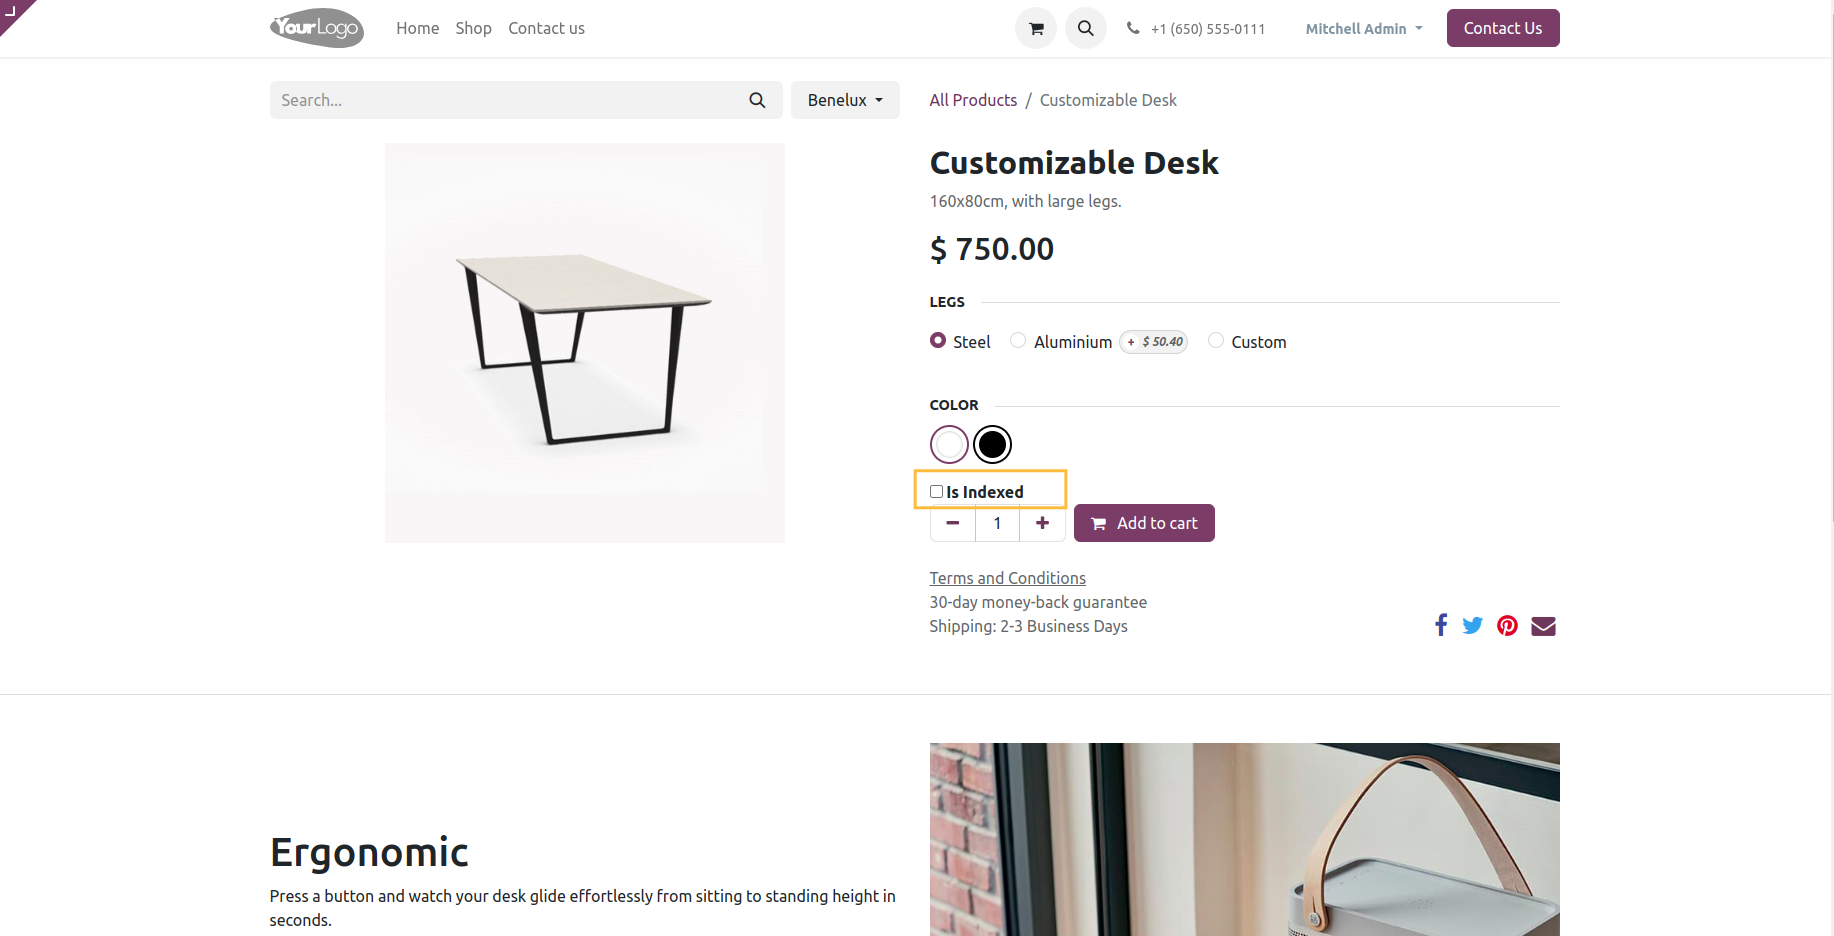 YourLogo
Home Shop Contact us
+1 (650) 555-0111
Mitchell Admin
Contact Us
Search...
Benelux
All Products / Customizable Desk
Customizable Desk
160x80cm, with large legs.
$ 750.00
LEGS
Steel Aluminium + $ 50.40 Custom
COLOR
Is Indexed
1
Add to cart
Terms and Conditions
30-day money-back guarantee
Shipping: 2-3 Business Days
Ergonomic
Press a button and watch your desk glide effortlessly from sitting to standing height in
seconds.